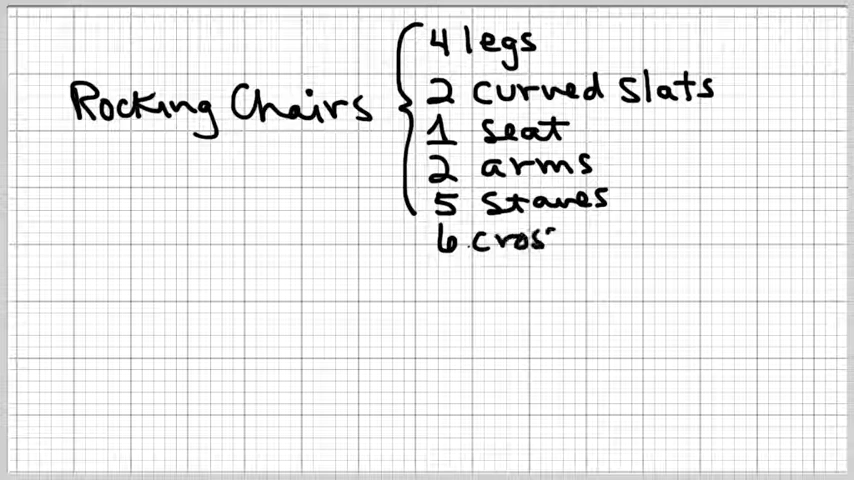 4 legs
Rocking Chairs
2 curved slats
1 seat
2 arms
5 staves
6 cros